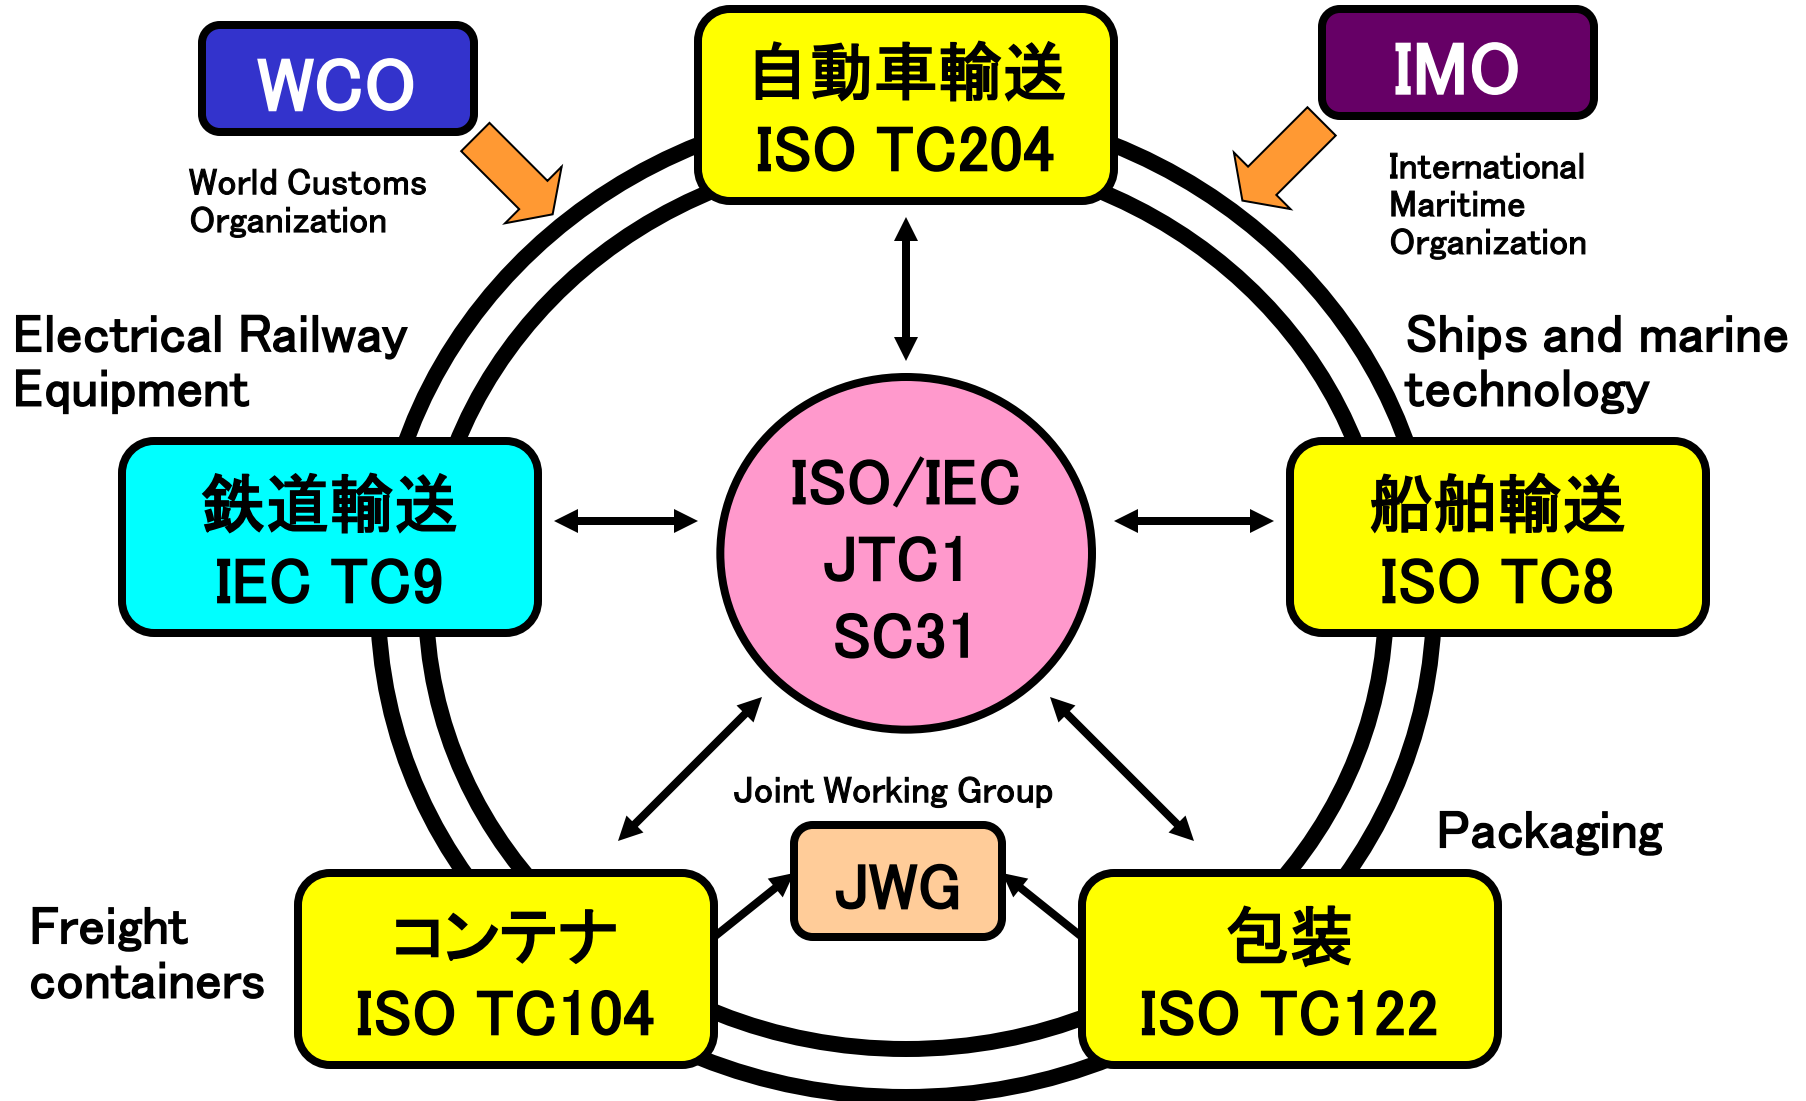 WCO
World Customs
Organization
自動車輸送
ISO TC204
IMO
International
Maritime
Organization
Electrical Railway
Equipment
鉄道輸送
IEC TC9
ISO/IEC
JTC1
SC31
Ships and marine
technology
船舶輸送
ISO TC8
Joint Working Group
JWG
Freight
containers
コンテナ
ISO TC104
Packaging
包装
ISO TC122